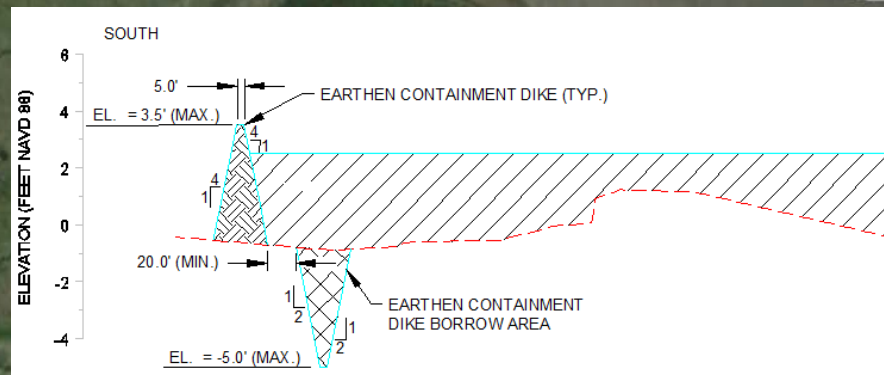 SOUTH
6
5.0'
EARTHEN CONTAINMENT DIKE (TYP.)
4
EL. = 3.5' (MAX.)
4
1
2
4
1
0
20.0' (MIN.)
-2
1
2
EARTHEN CONTAINMENT
DIKE BORROW AREA
1
2
-4
EL. = -5.0' (MAX.)
ELEVATION (FEET NAVD 88)